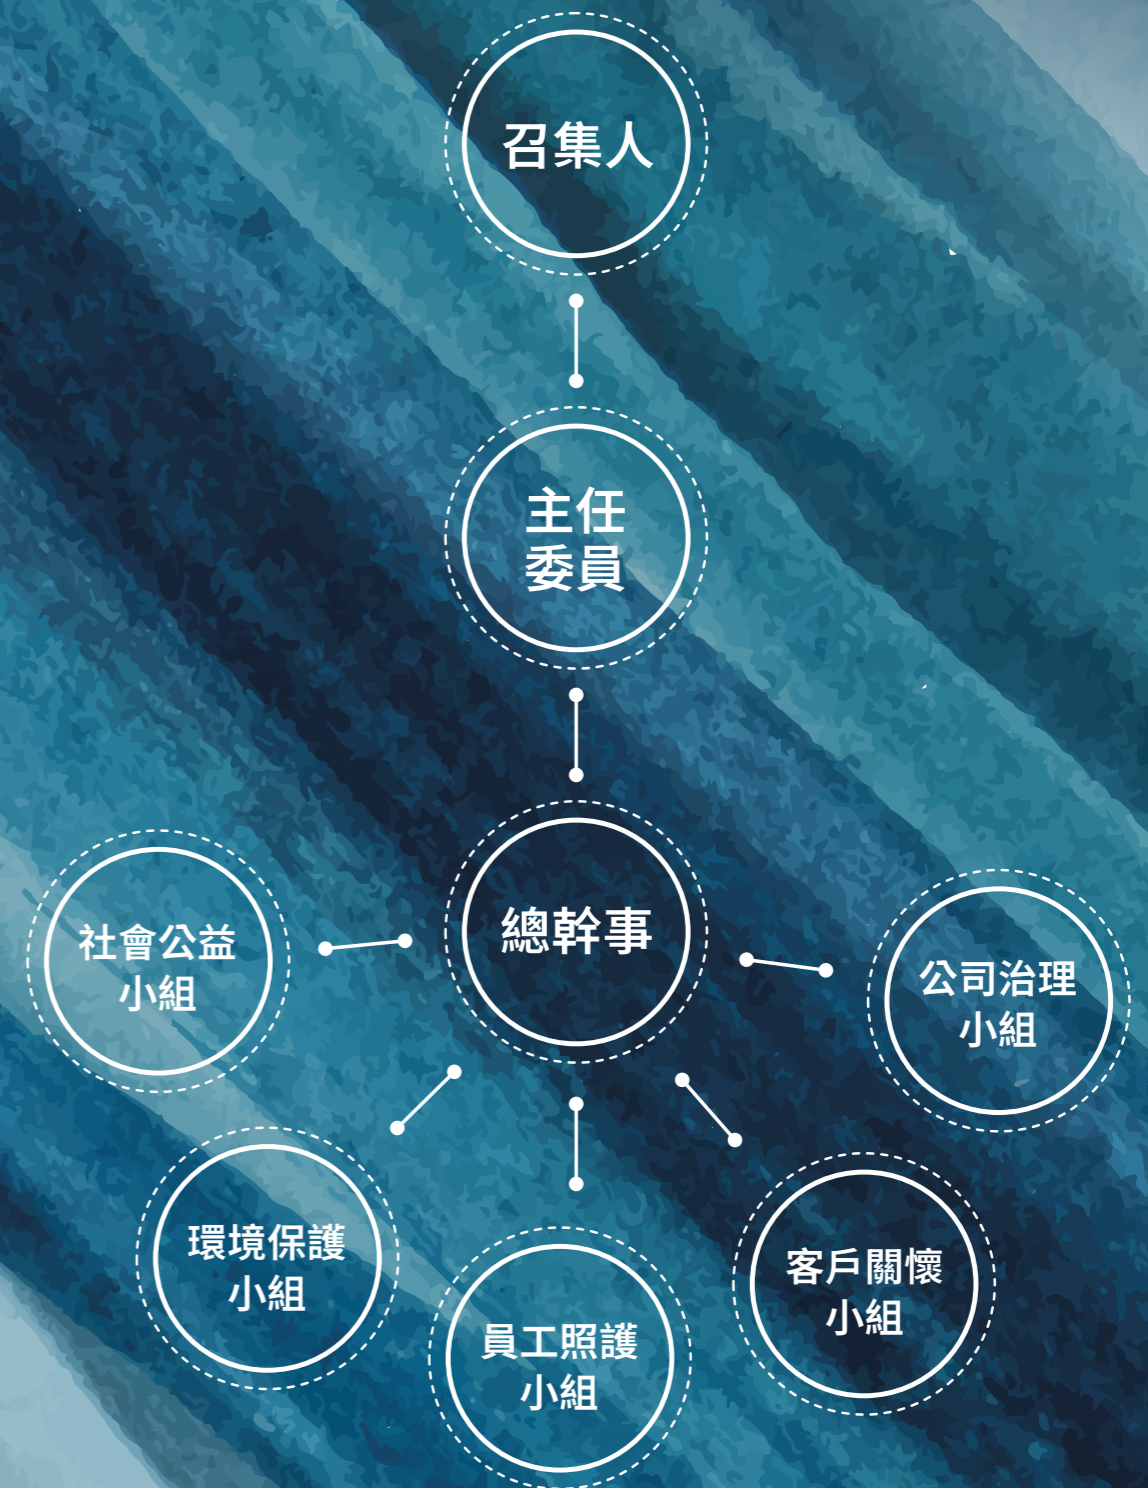 召集人
主任
委員
總幹事
社會公益
小組
公司治理
小組
環境保護
小組
客戶關懷
小組
員工照護
小組